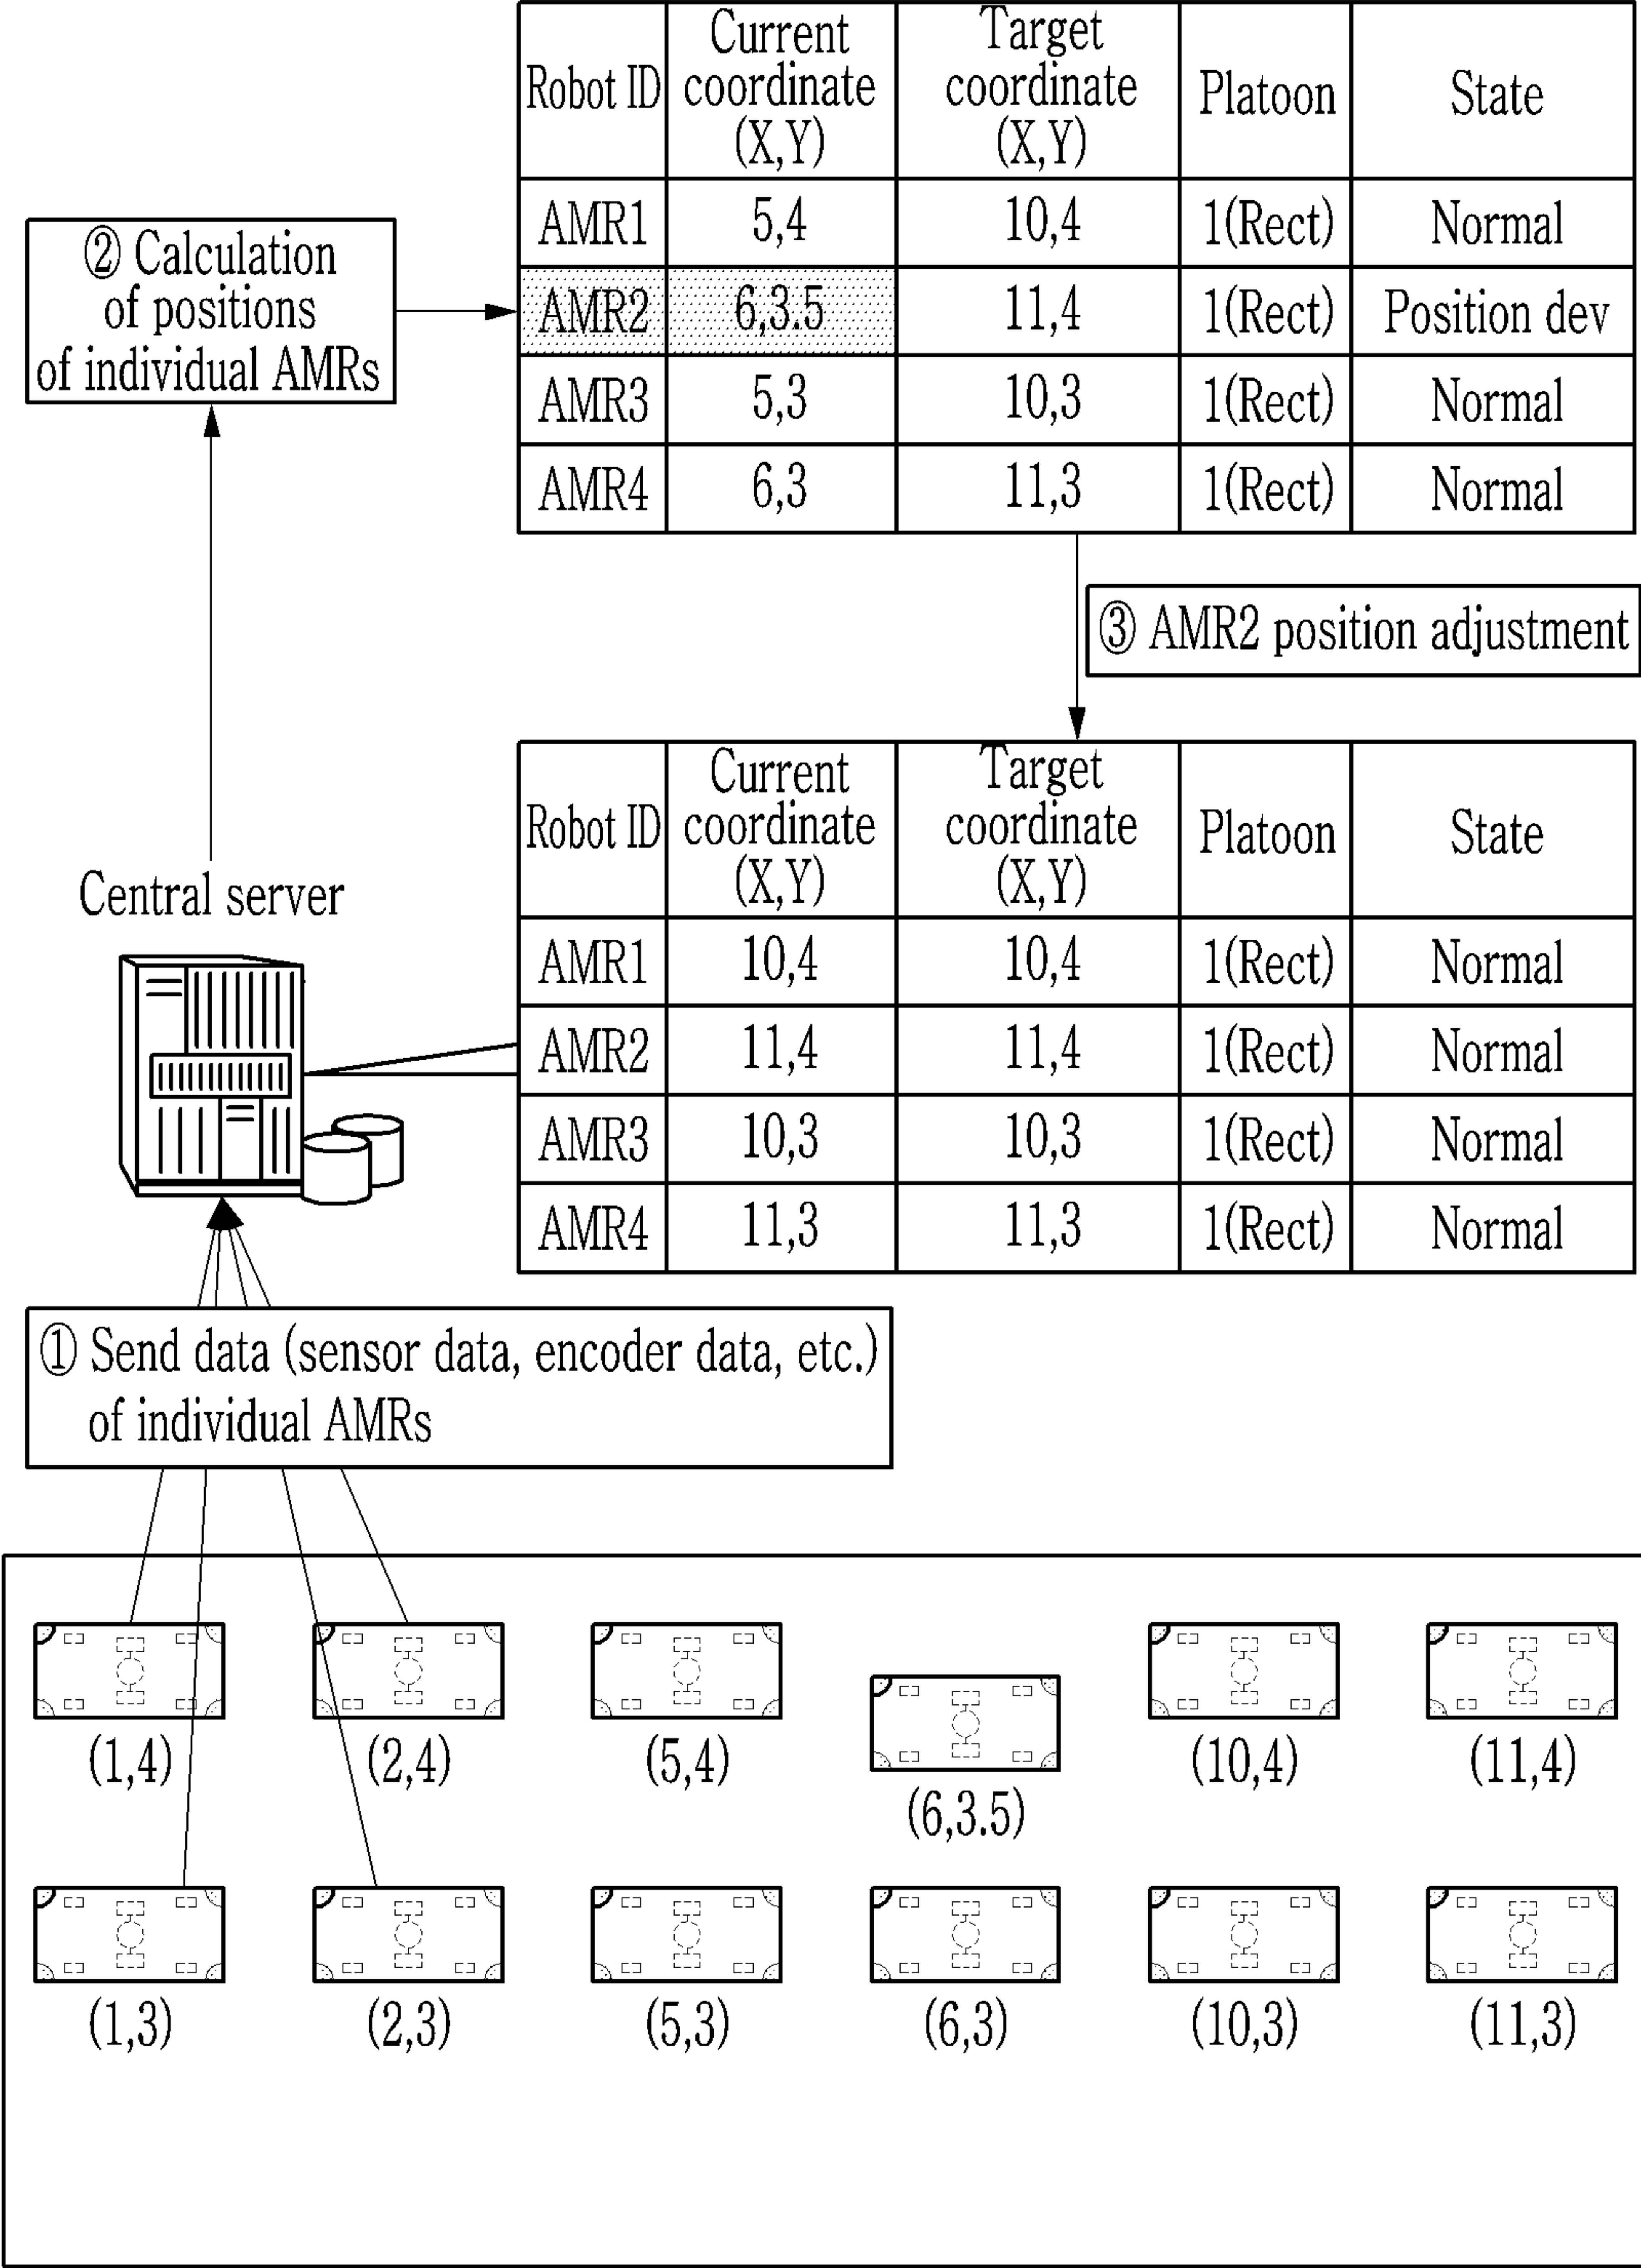 Robot ID
Current
coordinate
(X,Y)
Target
coordinate
(X,Y)
Platoon
State
AMR1 5,4 10,4 1(Rect) Normal
AMR2 6,3.5 11,4 1(Rect) Position dev
AMR3 5,3 10,3 1(Rect) Normal
AMR4 6,3 11,3 1(Rect) Normal
② Calculation
of positions
of individual AMRs
③ AMR2 position adjustment
Robot ID
Current
coordinate
(X,Y)
Target
coordinate
(X,Y)
Platoon
State
AMR1 10,4 10,4 1(Rect) Normal
AMR2 11,4 11,4 1(Rect) Normal
AMR3 10,3 10,3 1(Rect) Normal
AMR4 11,3 11,3 1(Rect) Normal
Central server
① Send data (sensor data, encoder data, etc.)
of individual AMRs
(1,4) (2,4) (5,4) (10,4) (11,4)
(6,3.5)
(1,3) (2,3) (5,3) (6,3) (10,3) (11,3)